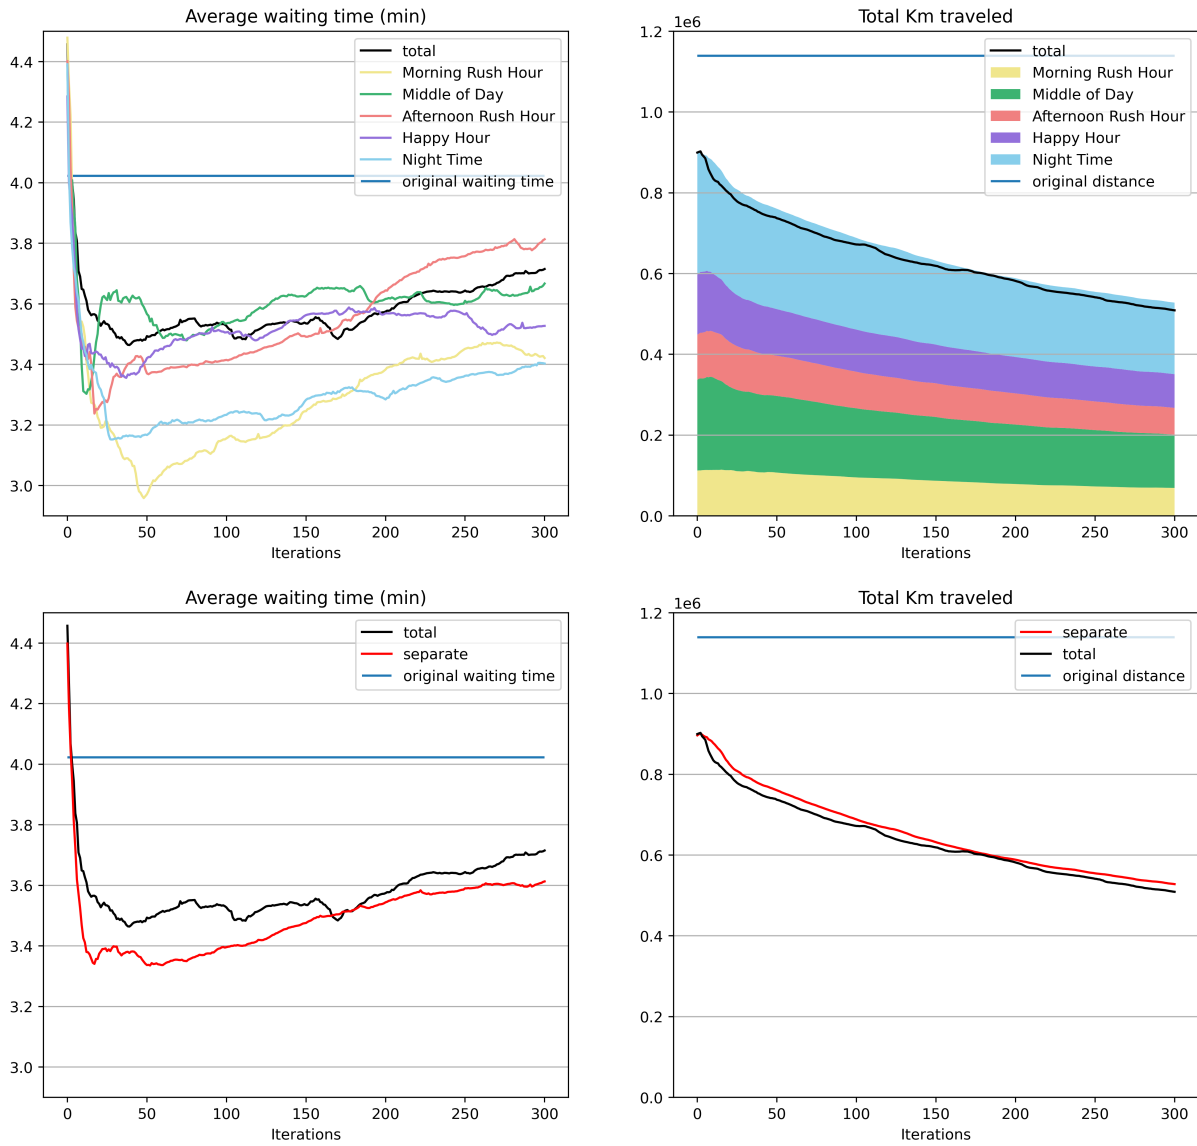 Average waiting time (min)
4.4
4.2
4.0
3.8
3.6
3.4
3.2
3.0
0 50 100 150 200 250 300
Iterations
total
Morning Rush Hour
Middle of Day
Afternoon Rush Hour
Happy Hour
Night Time
original waiting time
Total Km traveled
1e6
1.2
1.0
0.8
0.6
0.4
0.2
0.0
0 50 100 150 200 250 300
Iterations
total
Morning Rush Hour
Middle of Day
Afternoon Rush Hour
Happy Hour
Night Time
original distance
Average waiting time (min)
4.4
4.2
4.0
3.8
3.6
3.4
3.2
3.0
0 50 100 150 200 250 300
Iterations
total
separate
original waiting time
Total Km traveled
1e6
1.2
1.0
0.8
0.6
0.4
0.2
0.0
0 50 100 150 200 250 300
Iterations
separate
total
original distance